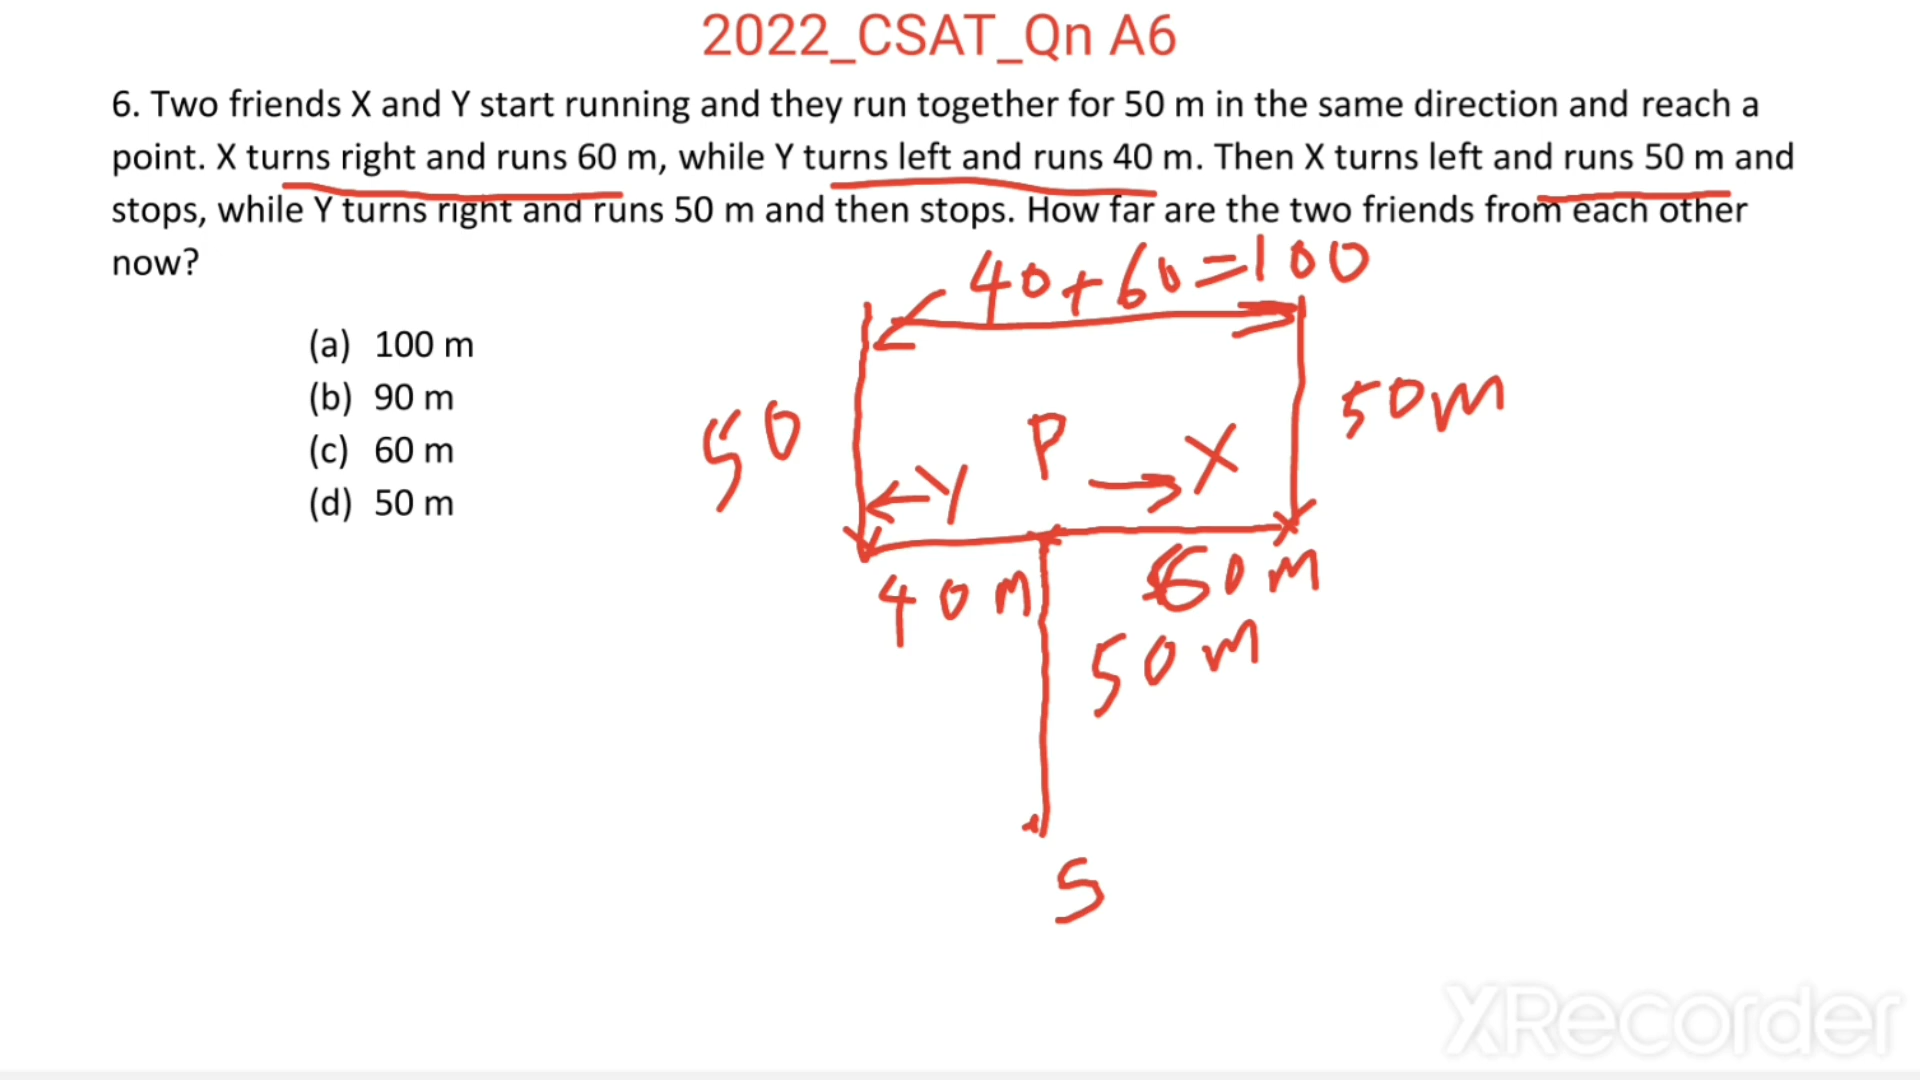 2022_CSAT_Qn A6
6. Two friends X and Y start running and they run together for 50 m in the same direction and reach a
point. X turns right and runs 60 m, while Y turns left and runs 40 m. Then X turns left and runs 50 m and
stops, while Y turns right and runs 50 m and then stops. How far are the two friends from each other
now?
40+60=100
(a) 100 m
(b) 90 m
(c) 60 m
(d) 50 m
50
50m
P
X
Y
40m
60m
50m
S
XRecorder